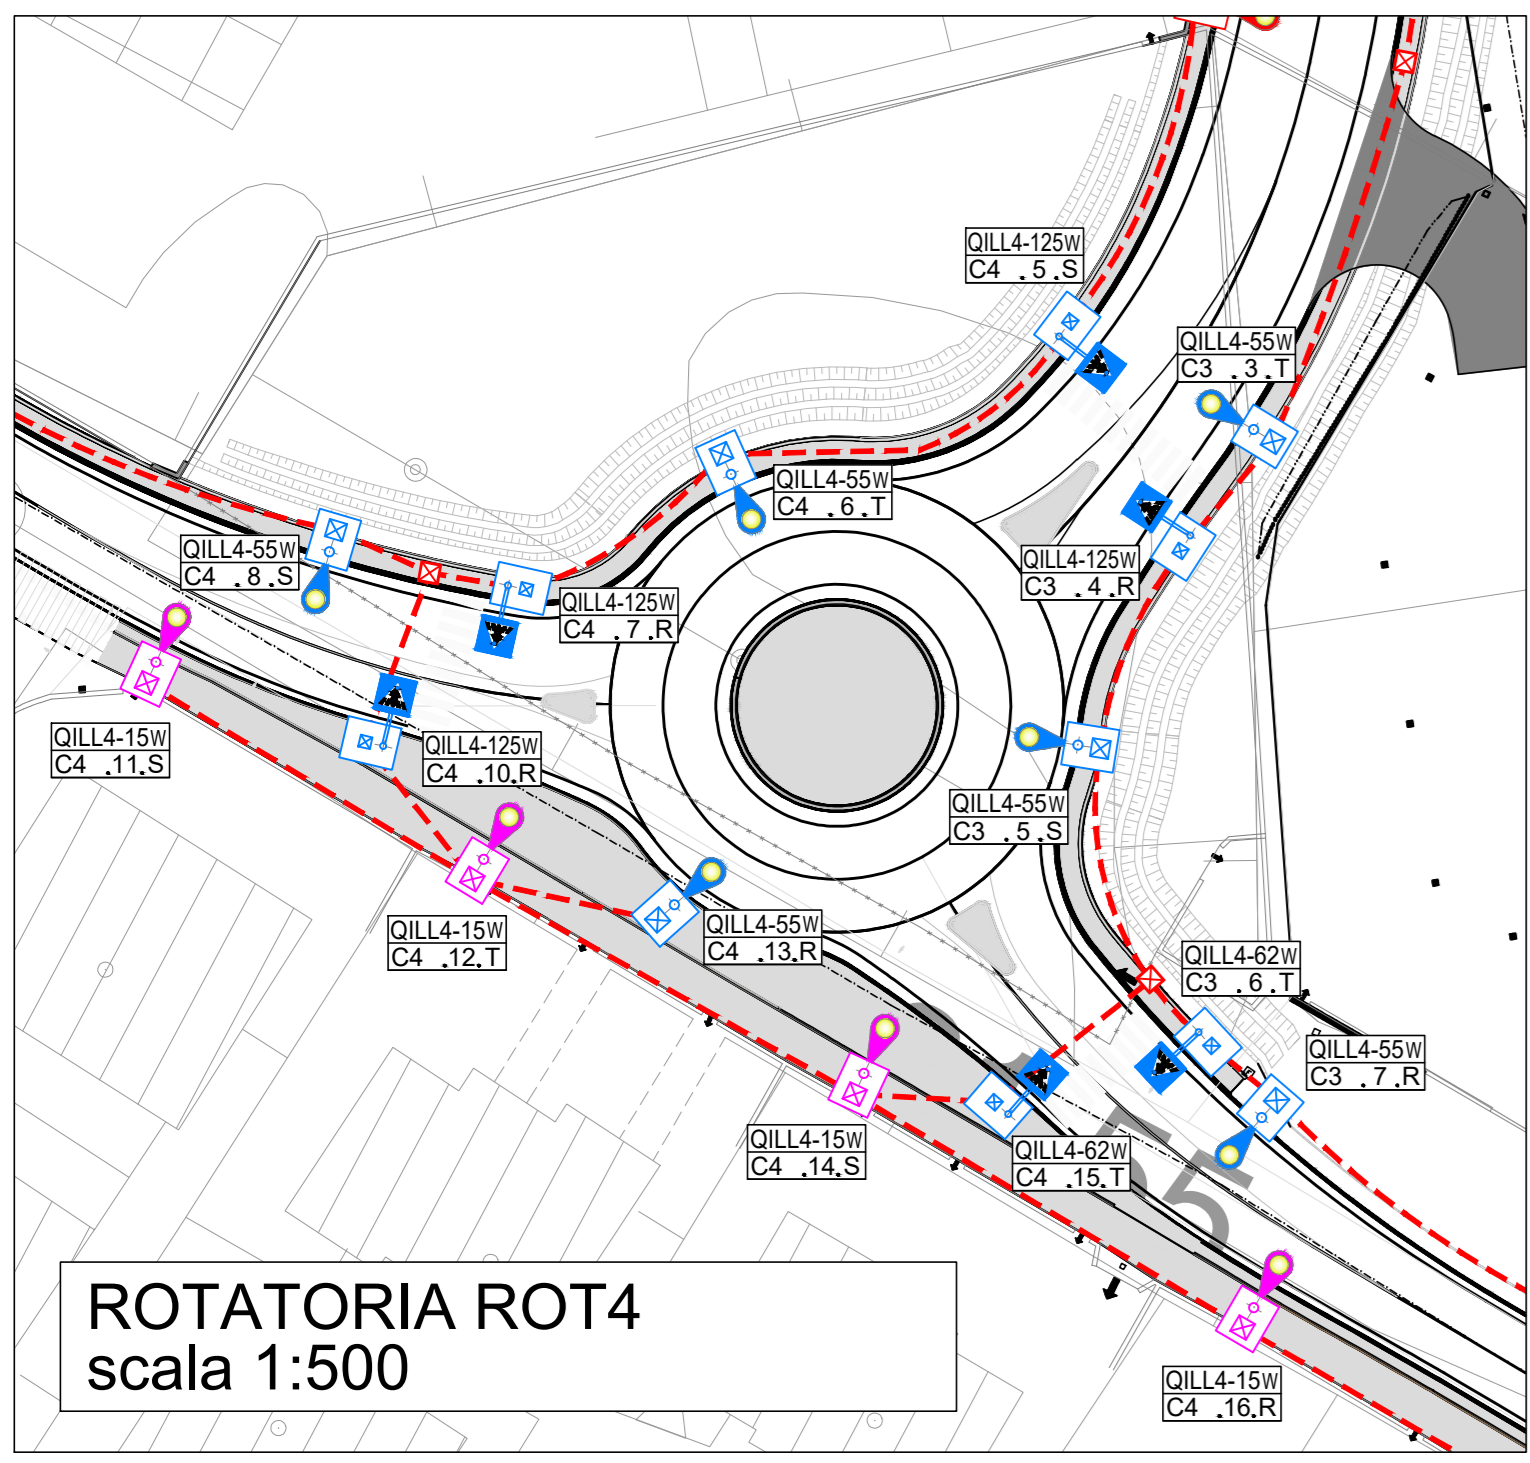 QILL4-125W
C4 .5.S
QILL4-55W
C3 .3.T
QILL4-55W
C4 .6.T
QILL4-55W
C4 .8.S
QILL4-125W
C3 .4.R
QILL4-125W
C4 .7.R
QILL4-15W
C4 .11.S
QILL4-125W
C4 .10.R
QILL4-55W
C3 .5.S
QILL4-15W
C4 .12.T
QILL4-55W
C4 .13.R
QILL4-62W
C3 .6.T
QILL4-55W
C3 .7.R
QILL4-15W
C4 .14.S
QILL4-62W
C4 .15.T
QILL4-15W
C4 .16.R
ROTATORIA ROT4
scala 1:500